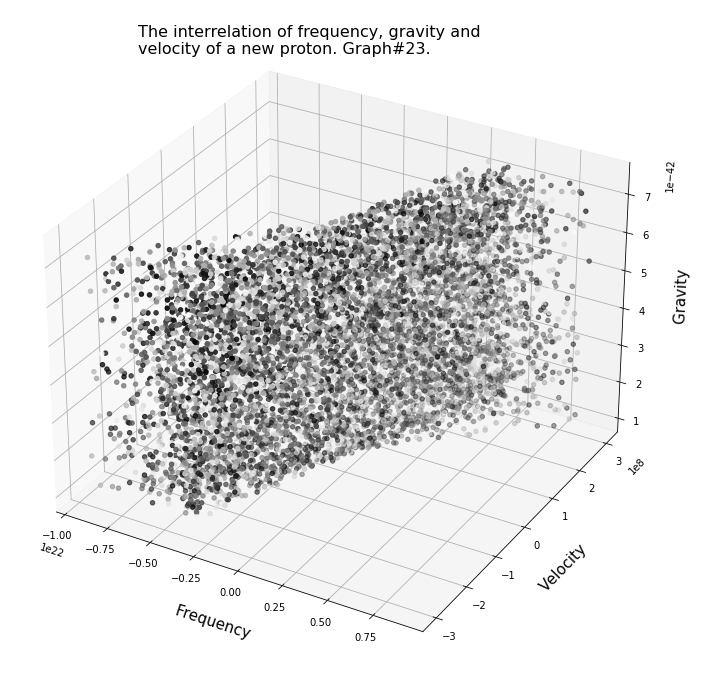 The interrelation of frequency, gravity and
velocity of a new proton. Graph#23.
1e−42
7
6
5
4
3
2
1
Gravity
3
1e8
2
1
0
−1
−2
−3
Velocity
−1.00
1e22
−0.75
−0.50
−0.25
0.00
0.25
0.50
0.75
Frequency